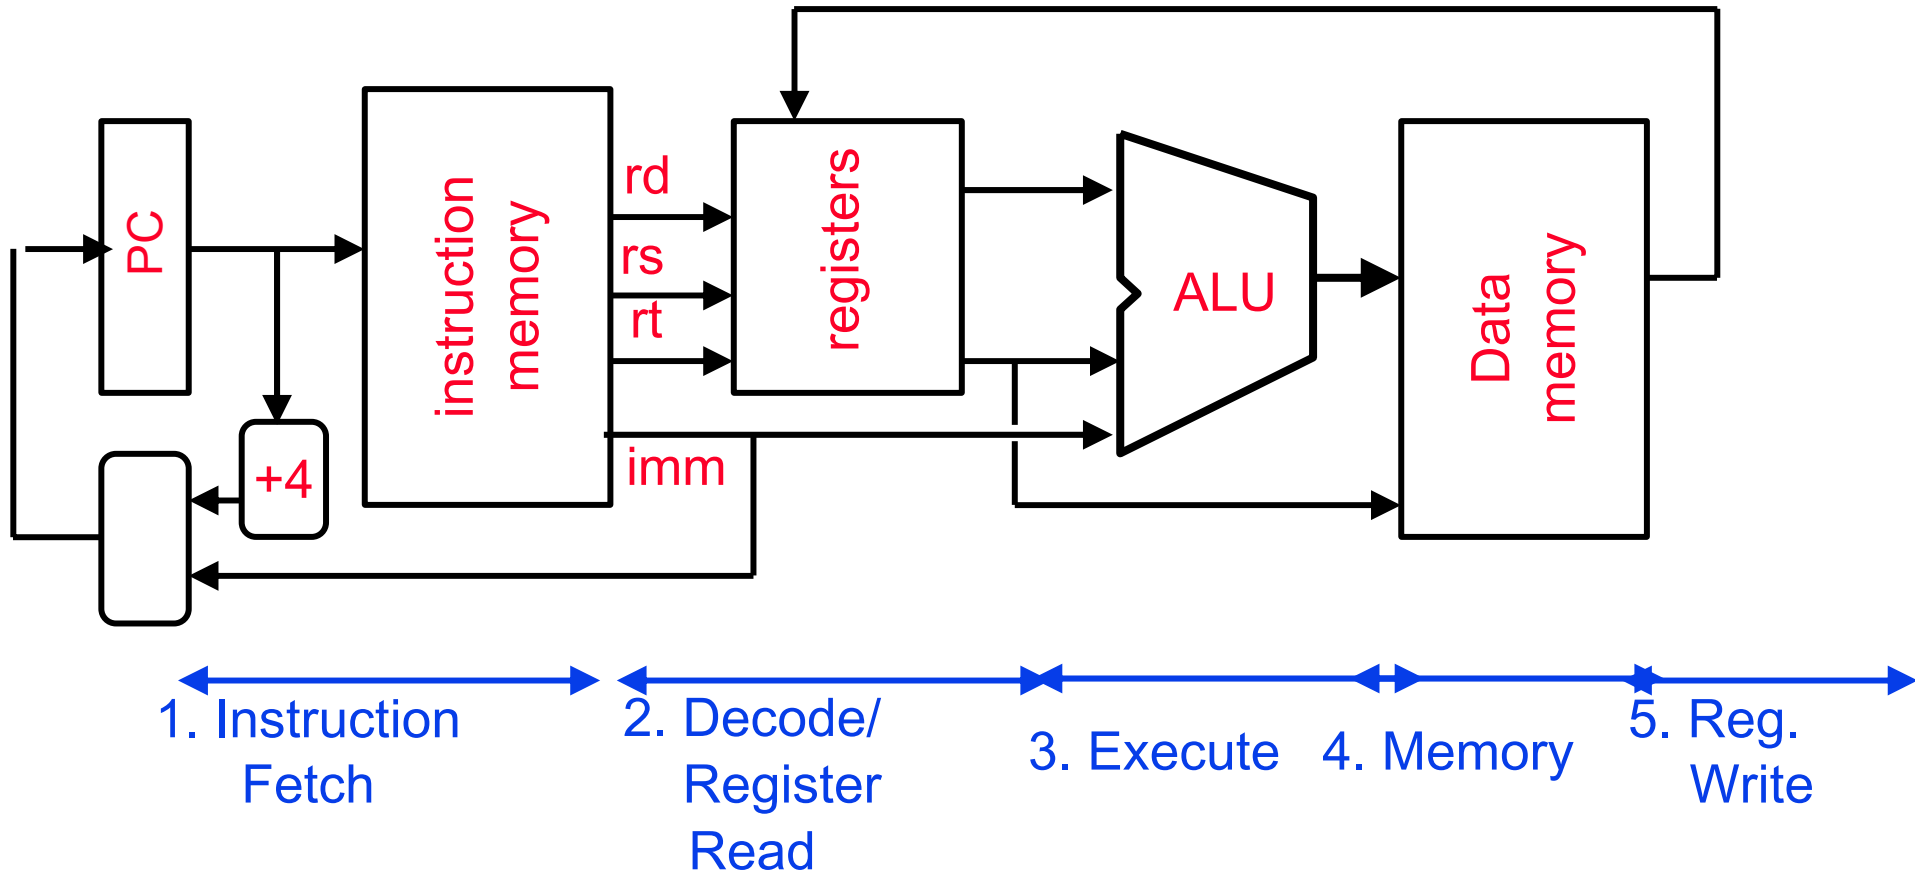 PC
+4
instruction
memory
rd
rs
rt
imm
registers
ALU
Data
memory
1. Instruction
Fetch
2. Decode/
Register
Read
3. Execute
4. Memory
5. Reg.
Write